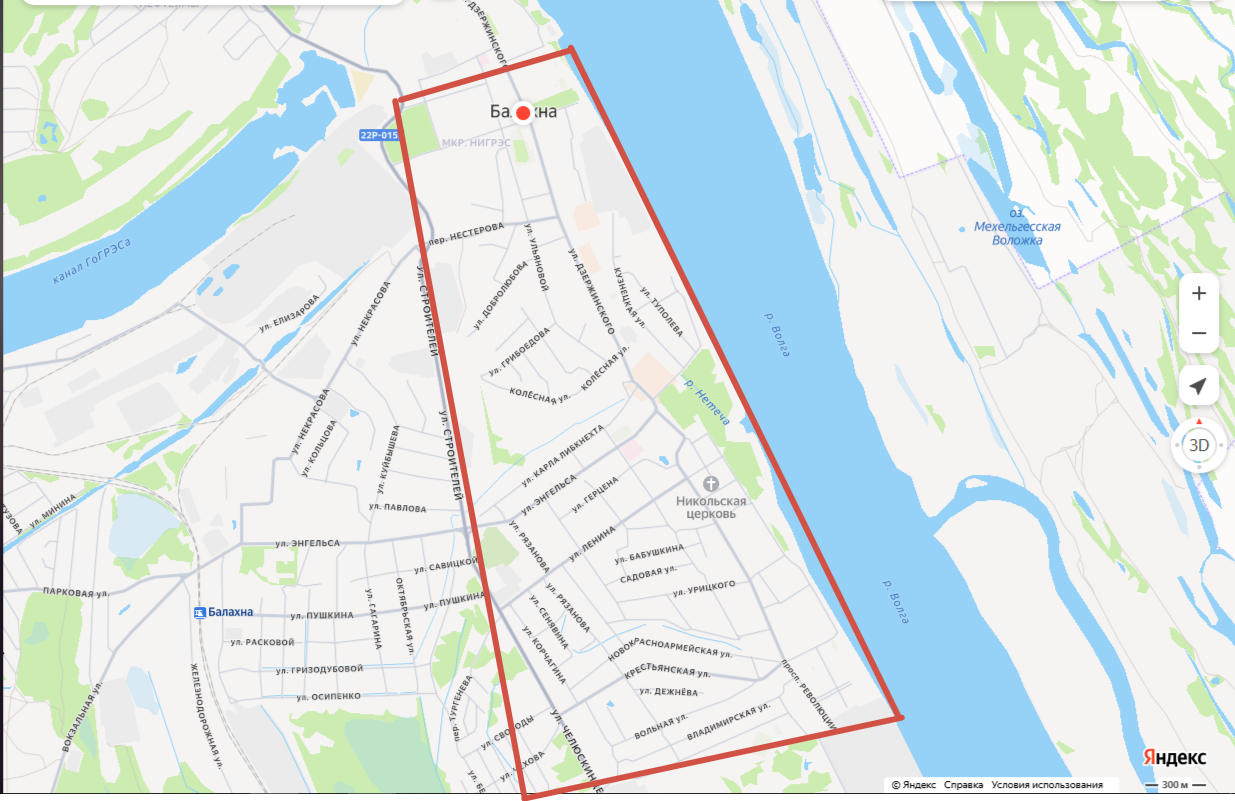 НЕФТЕЙМЫ
ул. ДЗЕРЖИНСКОГО
Балахна
22Р-015
МКР. НИГРЭС
оз.
Мехельгесская
Воложка
канал ГоГРЭСа
пер. НЕСТЕРОВА
ул. УЛЬЯНОВОЙ
ул. ДЗЕРЖИНСКОГО
ул. ДОБРОЛЮБОВА
КУЗНЕЦКАЯ ул.
ул. ТУПОЛЕВА
ул. ЕЛИЗАРОВА
ул. НЕКРАСОВА
ул. СТРОИТЕЛЕЙ
р. Волга
ул. ГРИБОЕДОВА
КОЛЁСНАЯ ул.
КОЛЁСНАЯ ул.
р. Нетеча
3D
ул. НЕКРАСОВА
ул. КОЛЬЦОВА
ул. КУЙБЫШЕВА
ул. СТРОИТЕЛЕЙ
ул. КАРЛА ЛИБКНЕХТА
ул. ЭНГЕЛЬСА
ул. ГЕРЦЕНА
Никольская
церковь
ул. МИНИНА
ул. ПАВЛОВА
ул. ЭНГЕЛЬСА
ул. РЯЗАНОВА
ул. ЛЕНИНА
ул. БАБУШКИНА
САДОВАЯ ул.
ул. УРИЦКОГО
ул. САВИЦКОЙ
ПАРКОВАЯ ул.
Балахна
ул. ПУШКИНА
ул. ГАГАРИНА
ОКТЯБРЬСКАЯ ул.
ул. ПУШКИНА
ул. СЕНЯВИНА
ул. РЯЗАНОВА
р. Волга
ул. РАСКОВОЙ
ул. КОРЧАГИНА
НОВОКРАСНОАРМЕЙСКАЯ ул.
ул. ГРИЗОДУБОВОЙ
КРЕСТЬЯНСКАЯ ул.
ул. ОСИПЕНКО
ул. ДЕЖНЁВА
просп. РЕВОЛЮЦИИ
ВОКЗАЛЬНАЯ ул.
ЖЕЛЕЗНОДОРОЖНАЯ ул.
пер. ТУРГЕНЕВА
ул. СВОБОДЫ
ул. ЧЕХОВА
ул. ЧЕЛЮСКИНЦЕ
ВОЛЬНАЯ ул.
ВЛАДИМИРСКАЯ ул.
Яндекс
© Яндекс Справка Условия использования
300 м